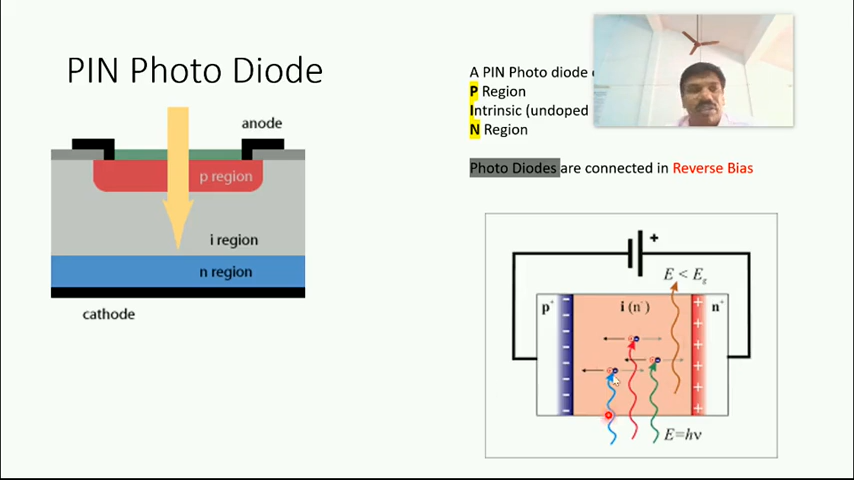 PIN Photo Diode
anode
p region
i region
n region
cathode
A PIN Photo diode
P Region
Intrinsic (undoped
N Region
Photo Diodes are connected in Reverse Bias
+
E < Eg
p+ i (n-) n+
E=hν